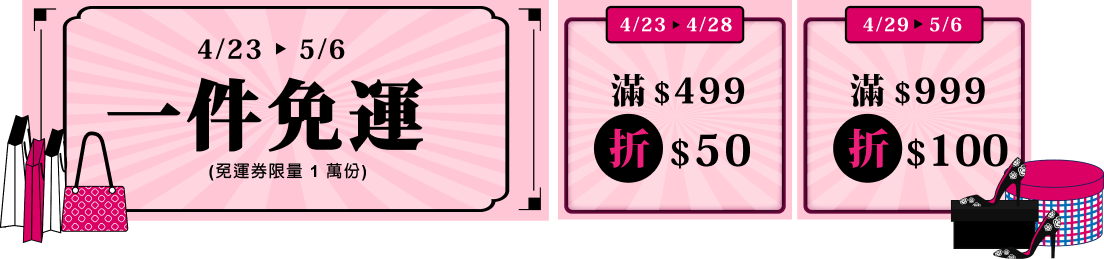 4/23 ▶ 5/6
一件免運
(免運券限量 1 萬份)
4/23 ▶ 4/28
滿 $499
折 $50
4/29 ▶ 5/6
滿 $999
折 $100